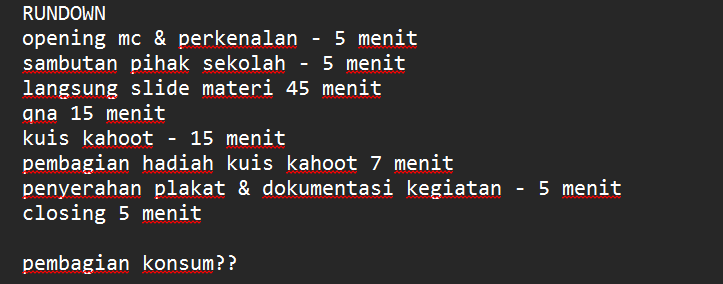 RUNDOWN
opening mc & perkenalan - 5 menit
sambutan pihak sekolah - 5 menit
langsung slide materi 45 menit
qna 15 menit
kuis kahoot - 15 menit
pembagian hadiah kuis kahoot 7 menit
penyerahan plakat & dokumentasi kegiatan - 5 menit
closing 5 menit
pembagian konsum??